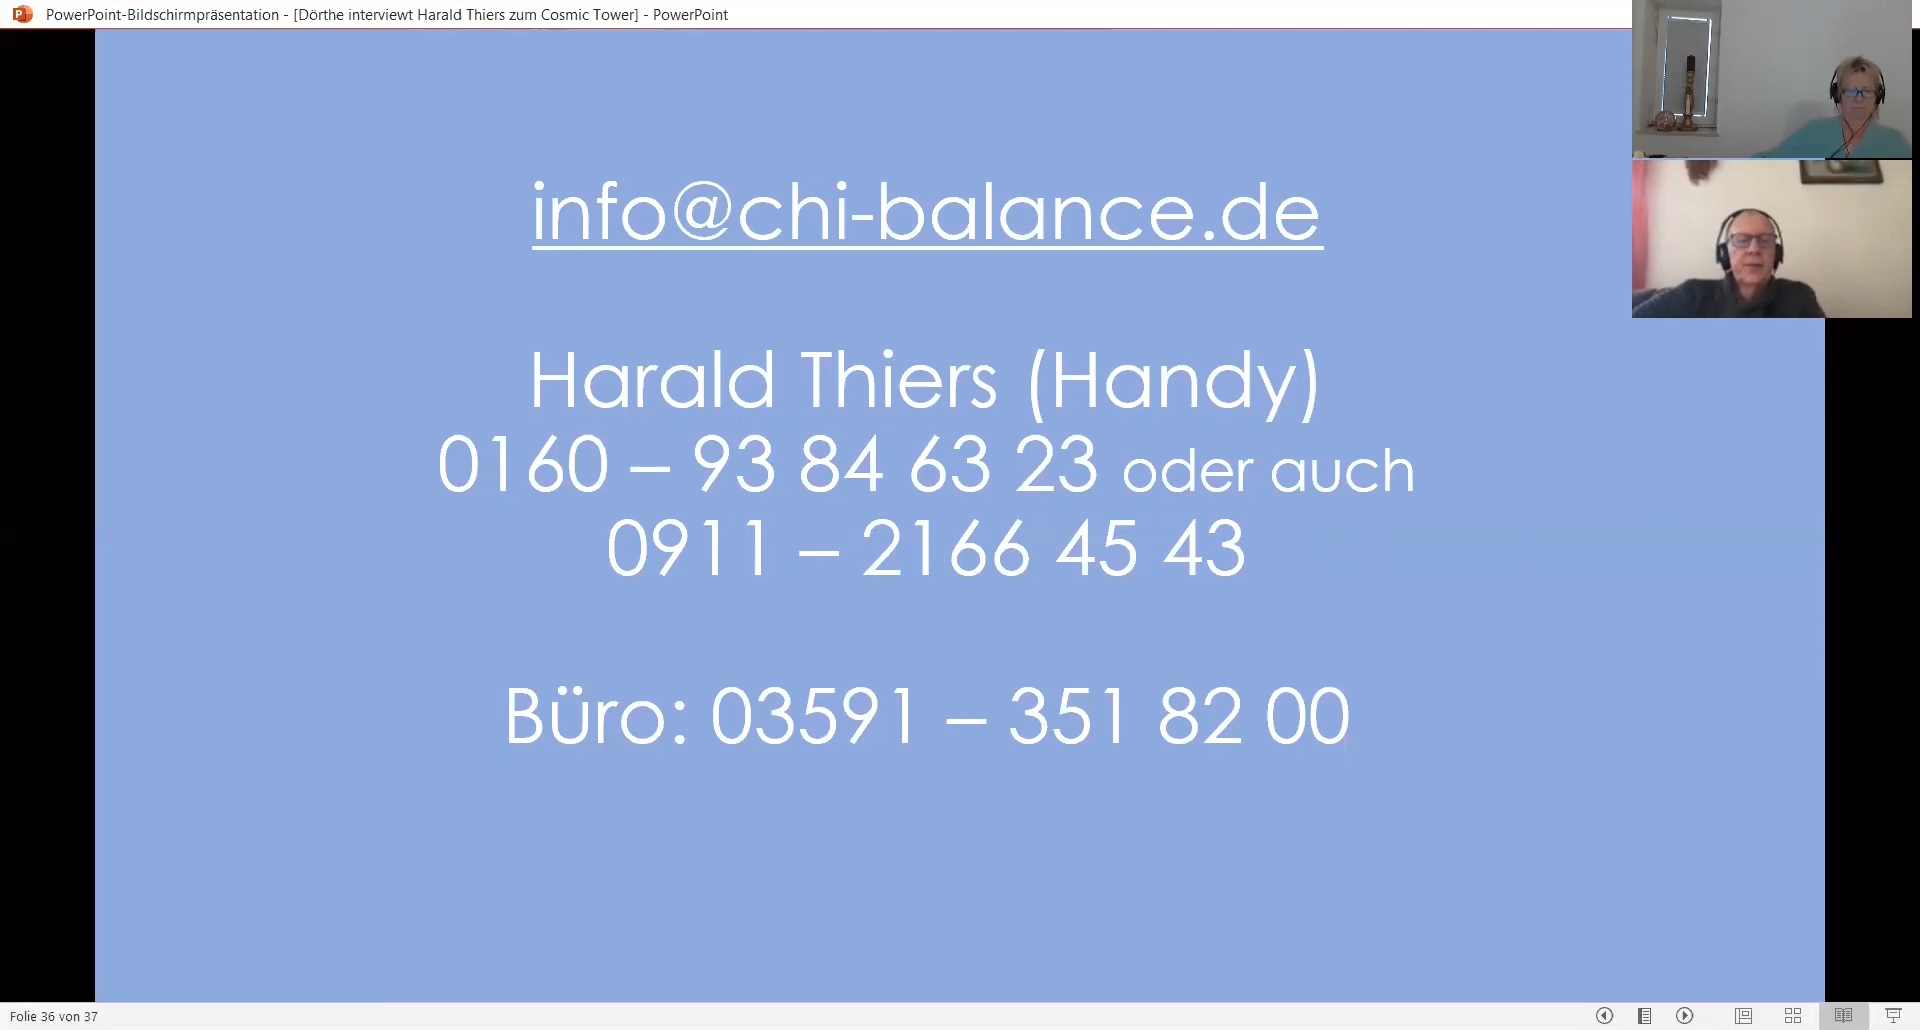 PowerPoint-Bildschirmpräsentation - [Dörthe interviewt Harald Thiers zum Cosmic Tower] - PowerPoint
info@chi-balance.de
Harald Thiers (Handy)
0160 – 93 84 63 23 oder auch
0911 – 2166 45 43
Büro: 03591 – 351 82 00
Folie 36 von 37